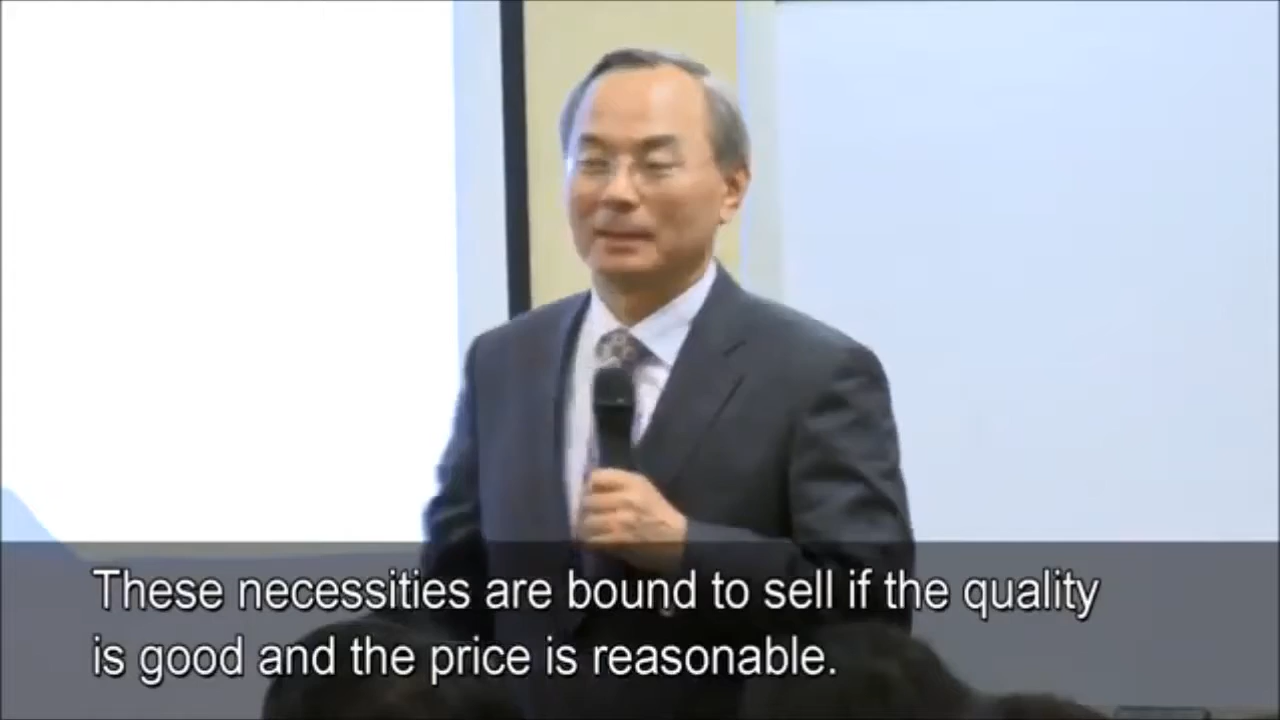 These necessities are bound to sell if the quality
is good and the price is reasonable.